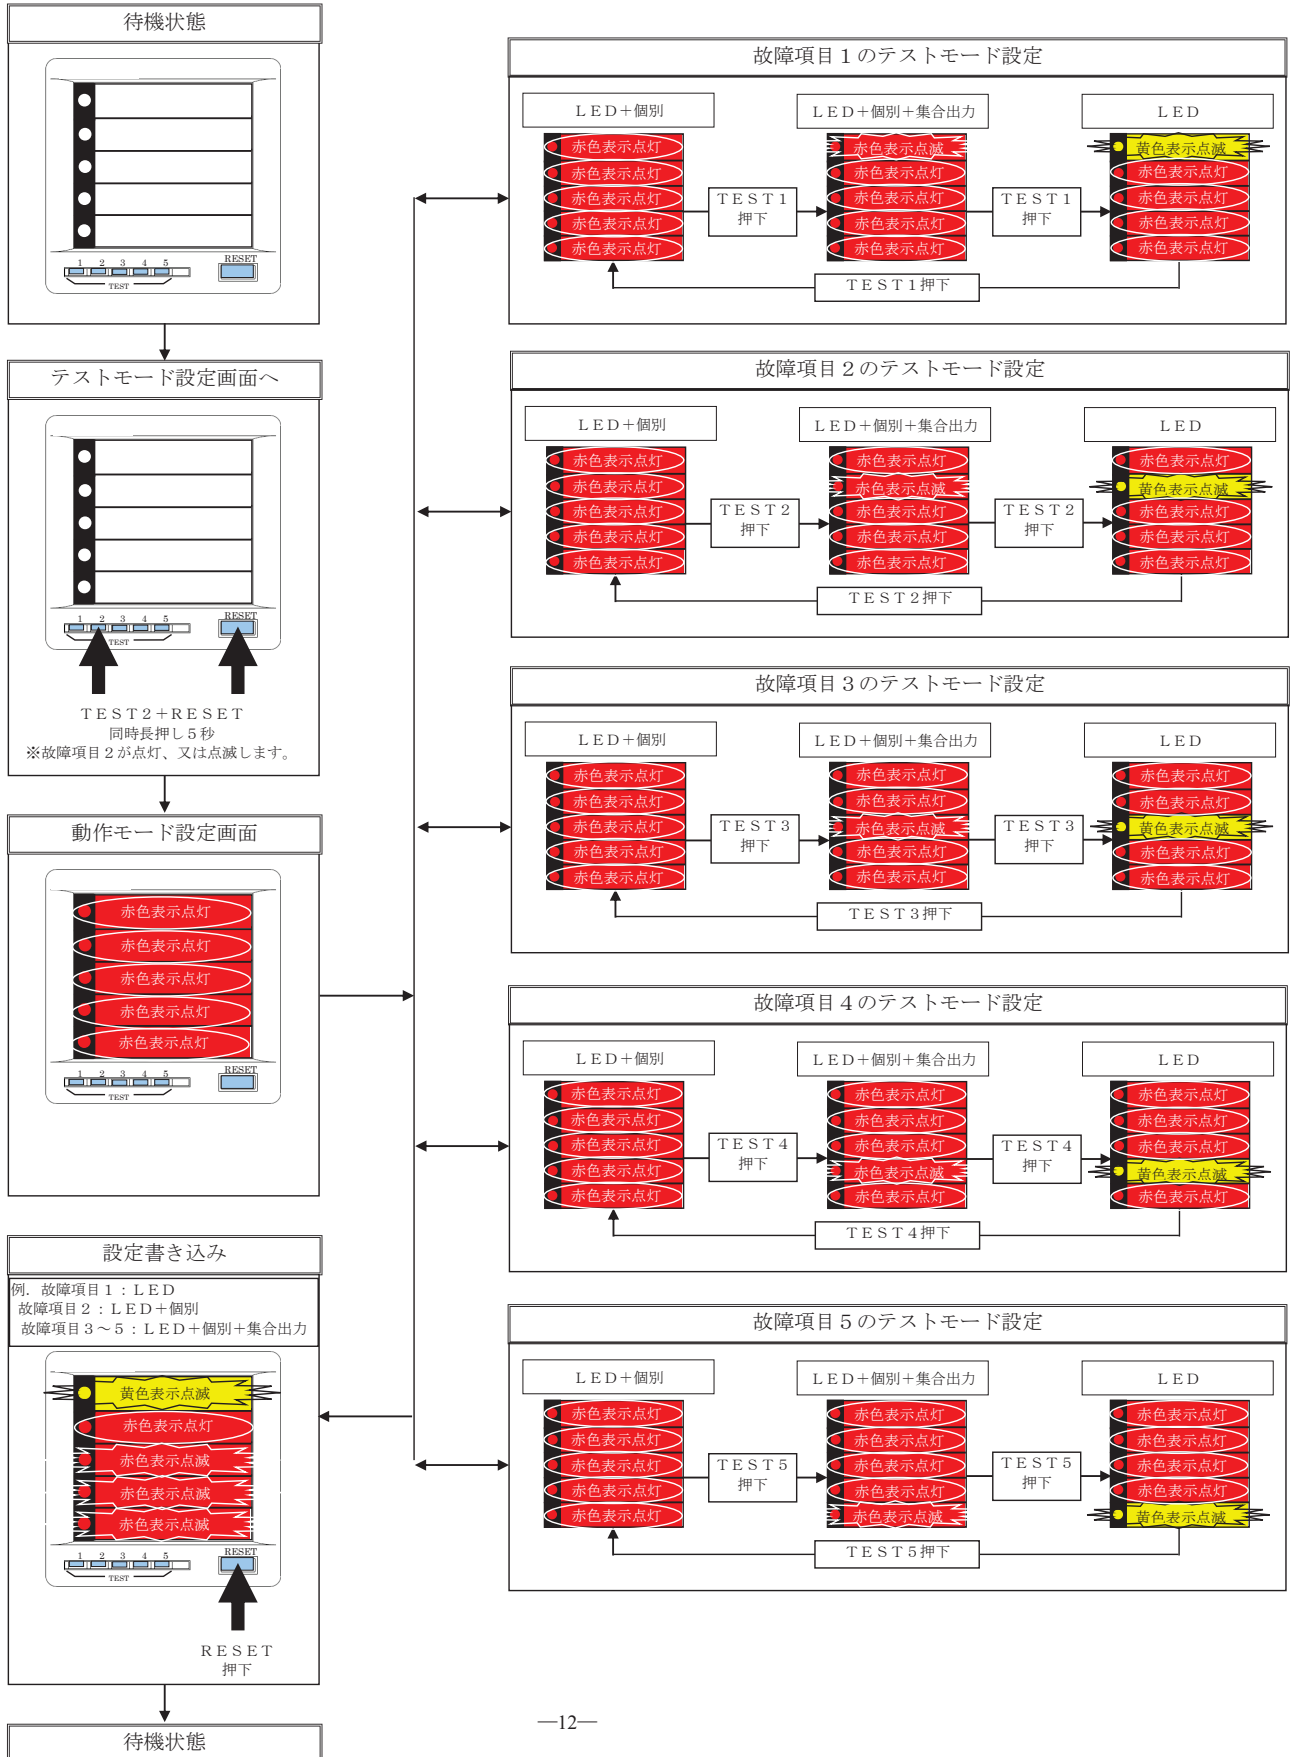 待機状態
1 2 3 4 5
RESET
TEST
テストモード設定画面へ
1 2 3 4 5
RESET
TEST
TEST2+RESET
同時長押し5秒
※故障項目2が点灯、又は点滅します。
動作モード設定画面
赤色表示点灯
赤色表示点灯
赤色表示点灯
赤色表示点灯
赤色表示点灯
1 2 3 4 5
RESET
TEST
設定書き込み
例. 故障項目1:LED
故障項目2:LED+個別
故障項目3~5:LED+個別+集合出力
黄色表示点滅
赤色表示点灯
赤色表示点滅
赤色表示点滅
赤色表示点滅
1 2 3 4 5
RESET
TEST
RESET
押下
待機状態
故障項目1のテストモード設定
LED+個別
赤色表示点灯
赤色表示点灯
赤色表示点灯
赤色表示点灯
赤色表示点灯
TEST1
押下
LED+個別+集合出力
赤色表示点滅
赤色表示点灯
赤色表示点灯
赤色表示点灯
赤色表示点灯
TEST1
押下
LED
黄色表示点滅
赤色表示点灯
赤色表示点灯
赤色表示点灯
赤色表示点灯
TEST1押下
故障項目2のテストモード設定
LED+個別
赤色表示点灯
赤色表示点灯
赤色表示点灯
赤色表示点灯
赤色表示点灯
TEST2
押下
LED+個別+集合出力
赤色表示点灯
赤色表示点滅
赤色表示点灯
赤色表示点灯
赤色表示点灯
TEST2
押下
LED
赤色表示点灯
黄色表示点滅
赤色表示点灯
赤色表示点灯
赤色表示点灯
TEST2押下
故障項目3のテストモード設定
LED+個別
赤色表示点灯
赤色表示点灯
赤色表示点灯
赤色表示点灯
赤色表示点灯
TEST3
押下
LED+個別+集合出力
赤色表示点灯
赤色表示点灯
赤色表示点滅
赤色表示点灯
赤色表示点灯
TEST3
押下
LED
赤色表示点灯
赤色表示点灯
黄色表示点滅
赤色表示点灯
赤色表示点灯
TEST3押下
故障項目4のテストモード設定
LED+個別
赤色表示点灯
赤色表示点灯
赤色表示点灯
赤色表示点灯
赤色表示点灯
TEST4
押下
LED+個別+集合出力
赤色表示点灯
赤色表示点灯
赤色表示点灯
赤色表示点滅
赤色表示点灯
TEST4
押下
LED
赤色表示点灯
赤色表示点灯
赤色表示点灯
黄色表示点滅
赤色表示点灯
TEST4押下
故障項目5のテストモード設定
LED+個別
赤色表示点灯
赤色表示点灯
赤色表示点灯
赤色表示点灯
赤色表示点灯
TEST5
押下
LED+個別+集合出力
赤色表示点灯
赤色表示点灯
赤色表示点灯
赤色表示点灯
赤色表示点滅
TEST5
押下
LED
赤色表示点灯
赤色表示点灯
赤色表示点灯
赤色表示点灯
黄色表示点滅
TEST5押下
—12—